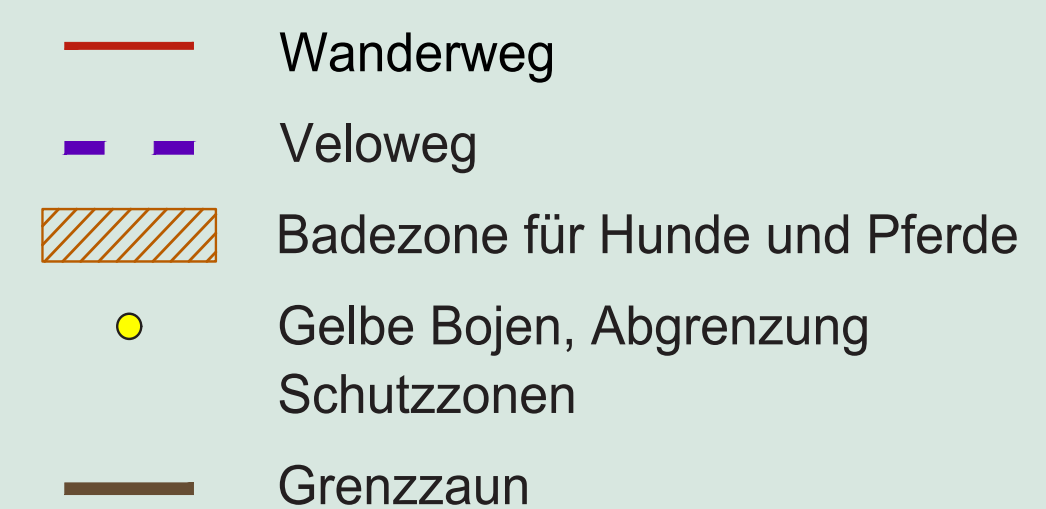 Wanderweg
Veloweg
Badezone für Hunde und Pferde
Gelbe Bojen, Abgrenzung
Schutzzonen
Grenzzaun